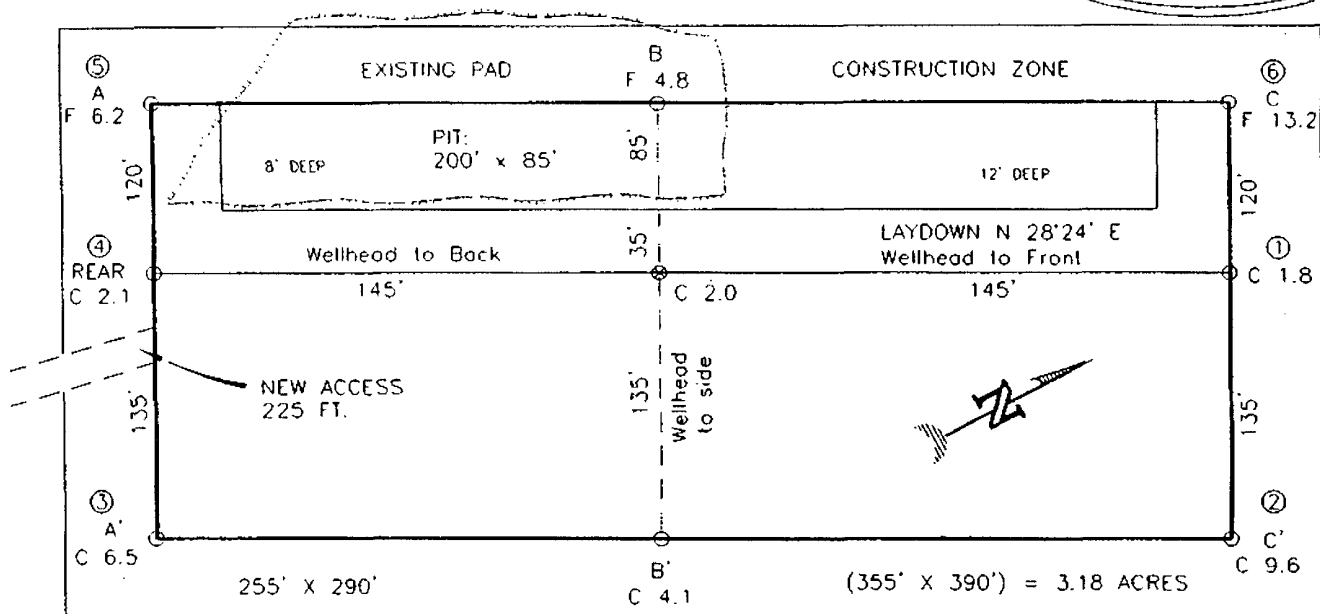 ⑤ EXISTING PAD B CONSTRUCTION ZONE ⑥
A F 4.8 C
F 6.2 F 13.2
PIT:
200' x 85'
8' DEEP 85' 12' DEEP
120' 120'
④ LAYDOWN N 28°24' E ①
REAR Wellhead to Back 35' Wellhead to Front C 1.8
C 2.1 145' C 2.0 145'
NEW ACCESS
225 FT.
135' 135' Wellhead
to side
N 135'
③ ②
A' C'
C 6.5 B' C 9.6
255' X 290' C 4.1 (355' X 390') = 3.18 ACRES